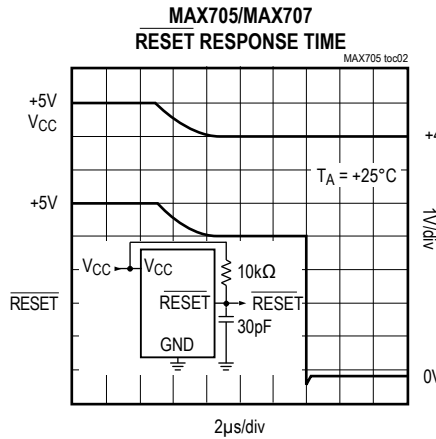 MAX705/MAX707
RESET RESPONSE TIME
MAX705 toc02
+5V
VCC
+4
TA = +25°C
+5V
1V/div
VCC
VCC
10kΩ
RESET
RESET
RESET
30pF
GND
0V
2µs/div